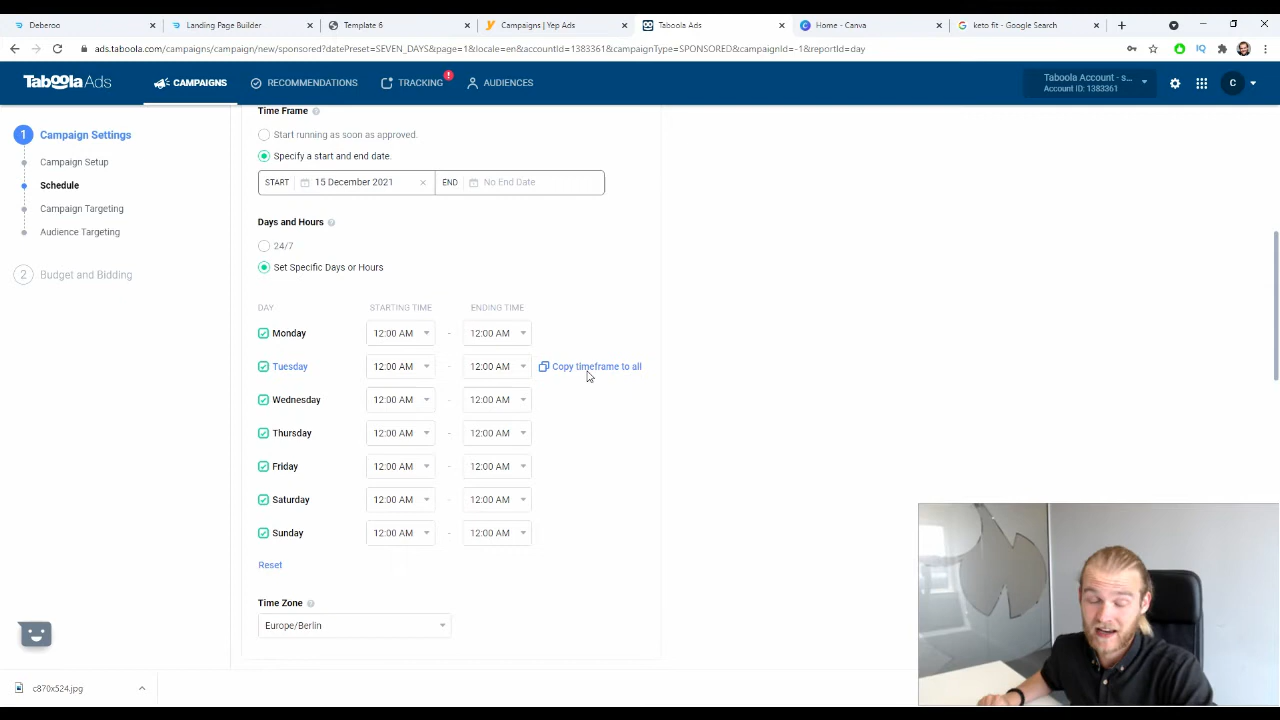 Deberoo
Landing Page Builder
Template 6
Campaigns | Yep Ads
Taboola Ads
Home - Canva
keto fit - Google Search
ads.taboola.com/campaigns/campaign/new/sponsored?datePreset=SEVEN_DAYS&page=1&locale=en&accountId=1383361&campaignType=SPONSORED&campaignId=-1&reportId=day
Taboola Ads
CAMPAIGNS
RECOMMENDATIONS
TRACKING
!
AUDIENCES
Taboola Account - s...
Account ID: 1383361
C
1 Campaign Settings
Campaign Setup
Schedule
Campaign Targeting
Audience Targeting
2 Budget and Bidding
Time Frame
Start running as soon as approved.
Specify a start and end date.
START 15 December 2021 END No End Date
Days and Hours
24/7
Set Specific Days or Hours
DAY STARTING TIME ENDING TIME
Monday 12:00 AM - 12:00 AM
Tuesday 12:00 AM - 12:00 AM Copy timeframe to all
Wednesday 12:00 AM - 12:00 AM
Thursday 12:00 AM - 12:00 AM
Friday 12:00 AM - 12:00 AM
Saturday 12:00 AM - 12:00 AM
Sunday 12:00 AM - 12:00 AM
Reset
Time Zone
Europe/Berlin
c870x524.jpg